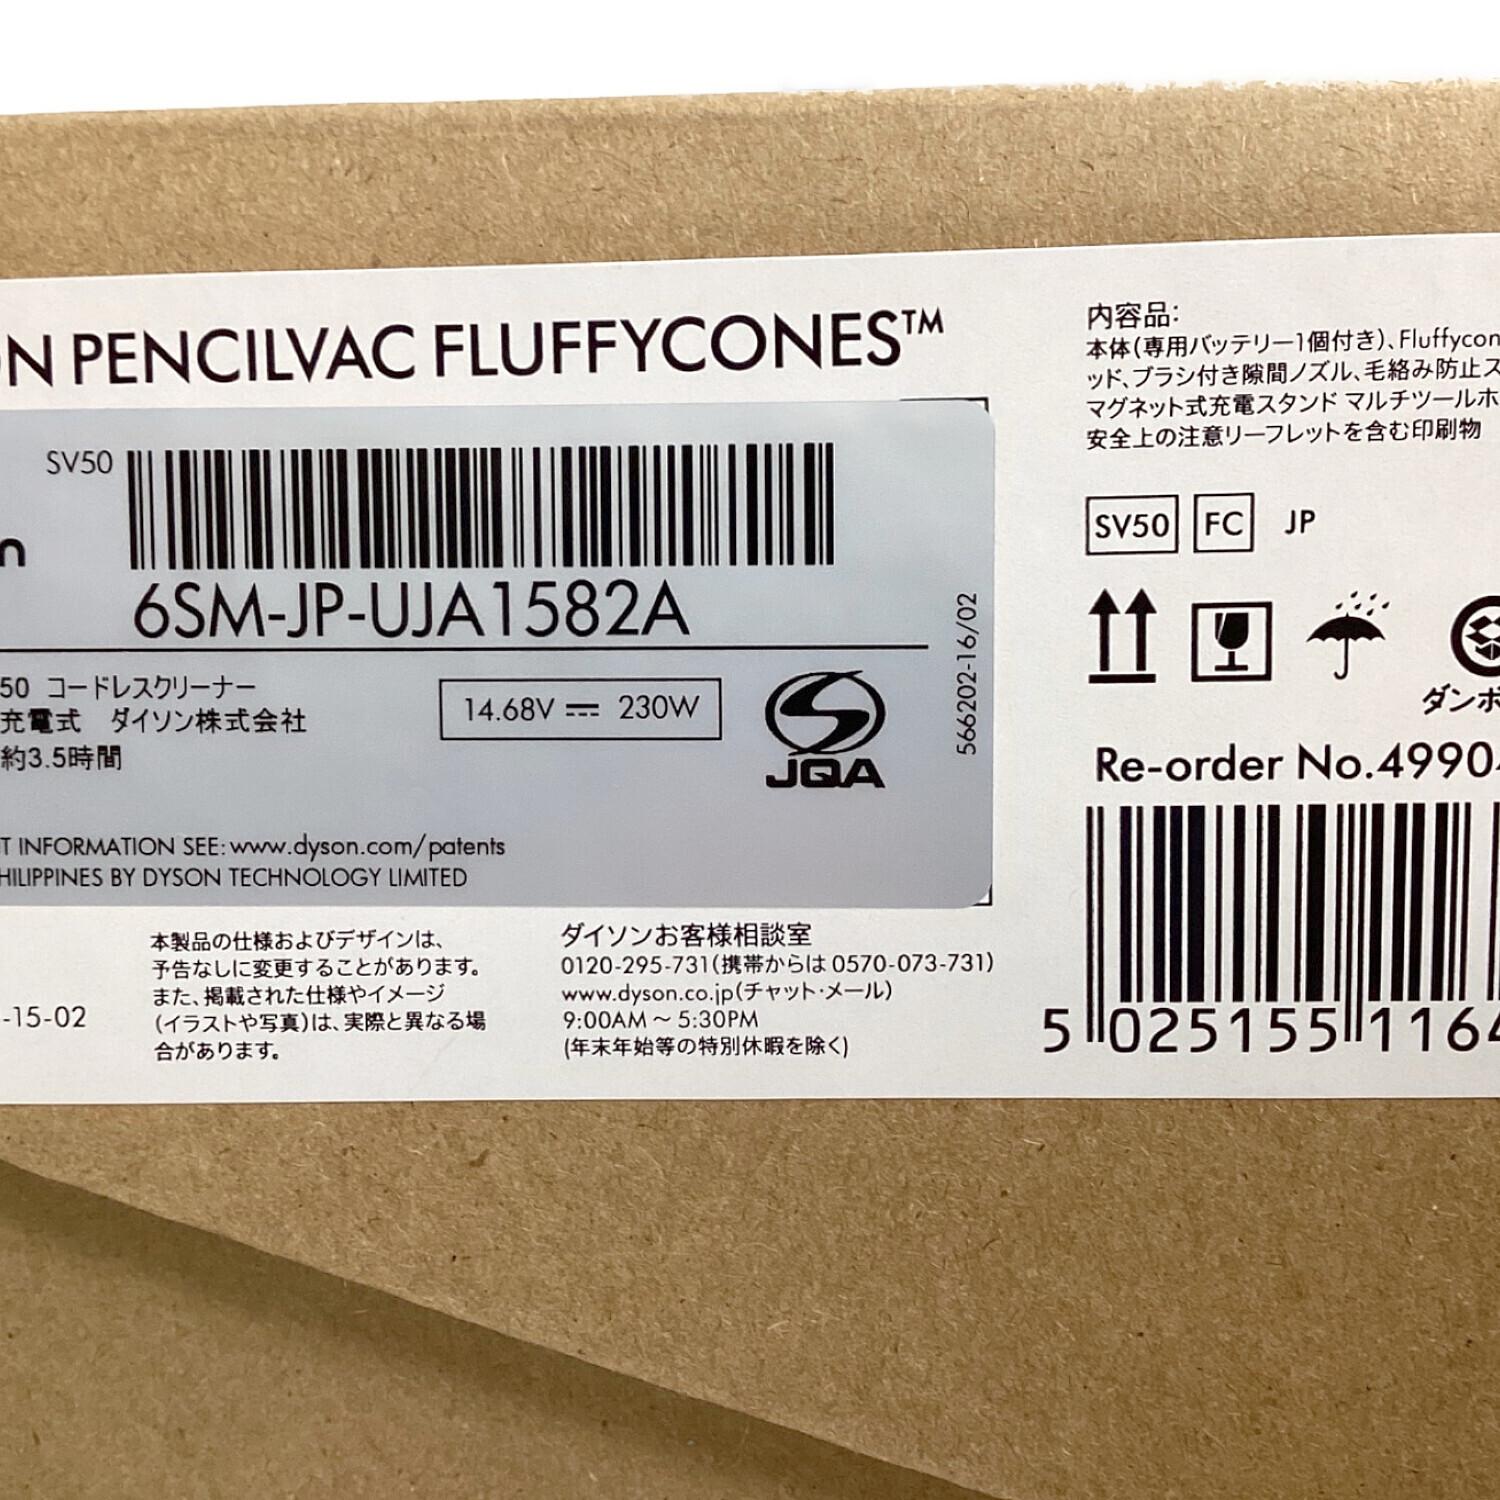 ON PENCILVAC FLUFFYCONES™
SV50
6SM-JP-UJA1582A
50 コードレスクリーナー
充電式 ダイソン株式会社
約3.5時間
14.68V 230W
JQA
566202-16/02
INFORMATION SEE: www.dyson.com/patents
HILIPPINES BY DYSON TECHNOLOGY LIMITED
-15-02
本製品の仕様およびデザインは、
予告なしに変更することがあります。
また、掲載された仕様やイメージ
(イラストや写真)は、実際と異なる場
合があります。
ダイソンお客様相談室
0120-295-731(携帯からは 0570-073-731)
www.dyson.co.jp(チャット・メール)
9:00AM ~ 5:30PM
(年末年始等の特別休暇を除く)
内容品:
本体(専用バッテリー1個付き)、Fluffycon
ッド、ブラシ付き隙間ノズル、毛絡み防止ス
マグネット式充電スタンド マルチツールホ
安全上の注意リーフレットを含む印刷物
SV50 FC JP
ダンボ
Re-order No.4990
5 025155 116